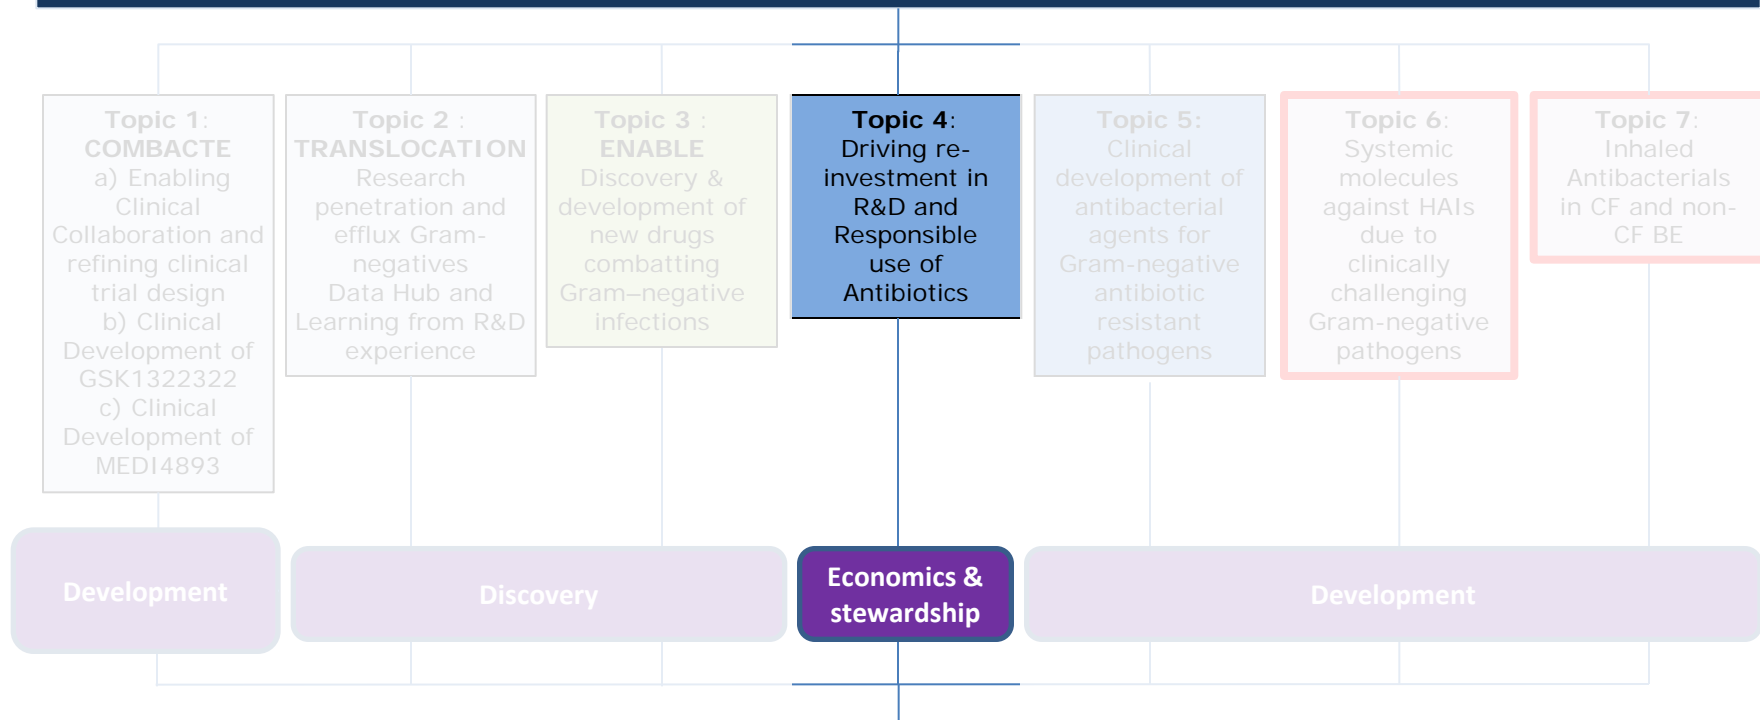 Topic 1:
COMBACTE
a) Enabling
Clinical
Collaboration and
refining clinical
trial design
b) Clinical
Development of
GSK1322322
c) Clinical
Development of
MEDI4893
Topic 2 :
TRANSLOCATION
Research
penetration and
efflux Gram-
negatives
Data Hub and
Learning from R&D
experience
Topic 3 :
ENABLE
Discovery &
development of
new drugs
combatting
Gram–negative
infections
Topic 4:
Driving re-
investment in
R&D and
Responsible
use of
Antibiotics
Topic 5:
Clinical
development of
antibacterial
agents for
Gram-negative
antibiotic
resistant
pathogens
Topic 6:
Systemic
molecules
against HAIs
due to
clinically
challenging
Gram-negative
pathogens
Topic 7:
Inhaled
Antibacterials
in CF and non-
CF BE
Development
Discovery
Economics &
stewardship
Development